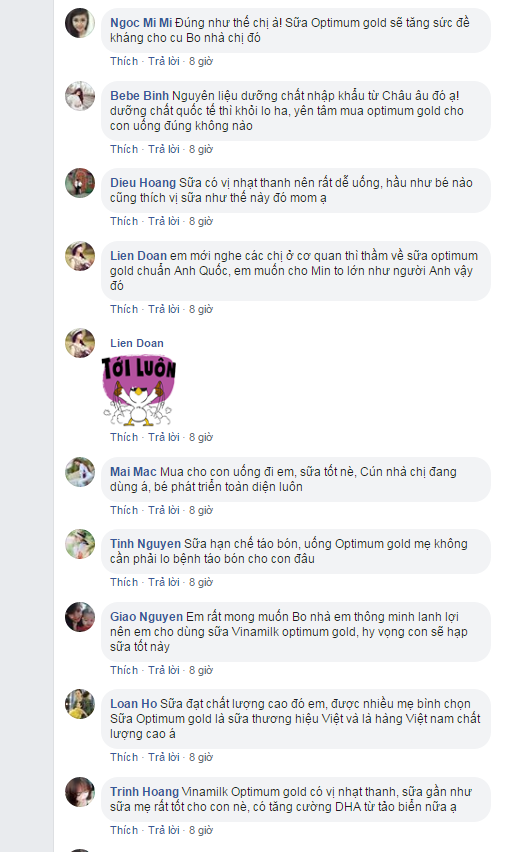 Ngoc Mi Mi Đúng như thế chị à! Sữa Optimum gold sẽ tăng sức đề
kháng cho cu Bo nhà chị đó
Thích · Trả lời · 8 giờ
Bebe Binh Nguyên liệu dưỡng chất nhập khẩu từ Châu âu đó ạ!
dưỡng chất quốc tế thì khỏi lo ha, yên tâm mua optimum gold cho
con uống đúng không nào
Thích · Trả lời · 8 giờ
Dieu Hoang Sữa có vị nhạt thanh nên rất dễ uống, hầu như bé nào
cũng thích vị sữa như thế này đó mom ạ
Thích · Trả lời · 8 giờ
Lien Doan em mới nghe các chị ở cơ quan thì thầm về sữa optimum
gold chuẩn Anh Quốc, em muốn cho Min to lớn như người Anh vậy
đó
Thích · Trả lời · 8 giờ
Lien Doan
TỚI LUÔN
Thích · Trả lời · 8 giờ
Mai Mac Mua cho con uống đi em, sữa tốt nè, Cún nhà chị đang
dùng á, bé phát triển toàn diện luôn
Thích · Trả lời · 8 giờ
Tinh Nguyen Sữa hạn chế táo bón, uống Optimum gold mẹ không
cần phải lo bệnh táo bón cho con đâu
Thích · Trả lời · 8 giờ
Giao Nguyen Em rất mong muốn Bo nhà em thông minh lanh lợi
nên em cho dùng sữa Vinamilk optimum gold, hy vọng con sẽ hạp
sữa tốt này
Thích · Trả lời · 8 giờ
Loan Ho Sữa đạt chất lượng cao đó em, được nhiều mẹ bình chọn
Sữa Optimum gold là sữa thương hiệu Việt và là hàng Việt nam chất
lượng cao á
Thích · Trả lời · 8 giờ
Trinh Hoang Vinamilk Optimum gold có vị nhạt thanh, sữa gần như
sữa mẹ rất tốt cho con nè, có tăng cường DHA từ tảo biển nữa ạ
Thích · Trả lời · 8 giờ